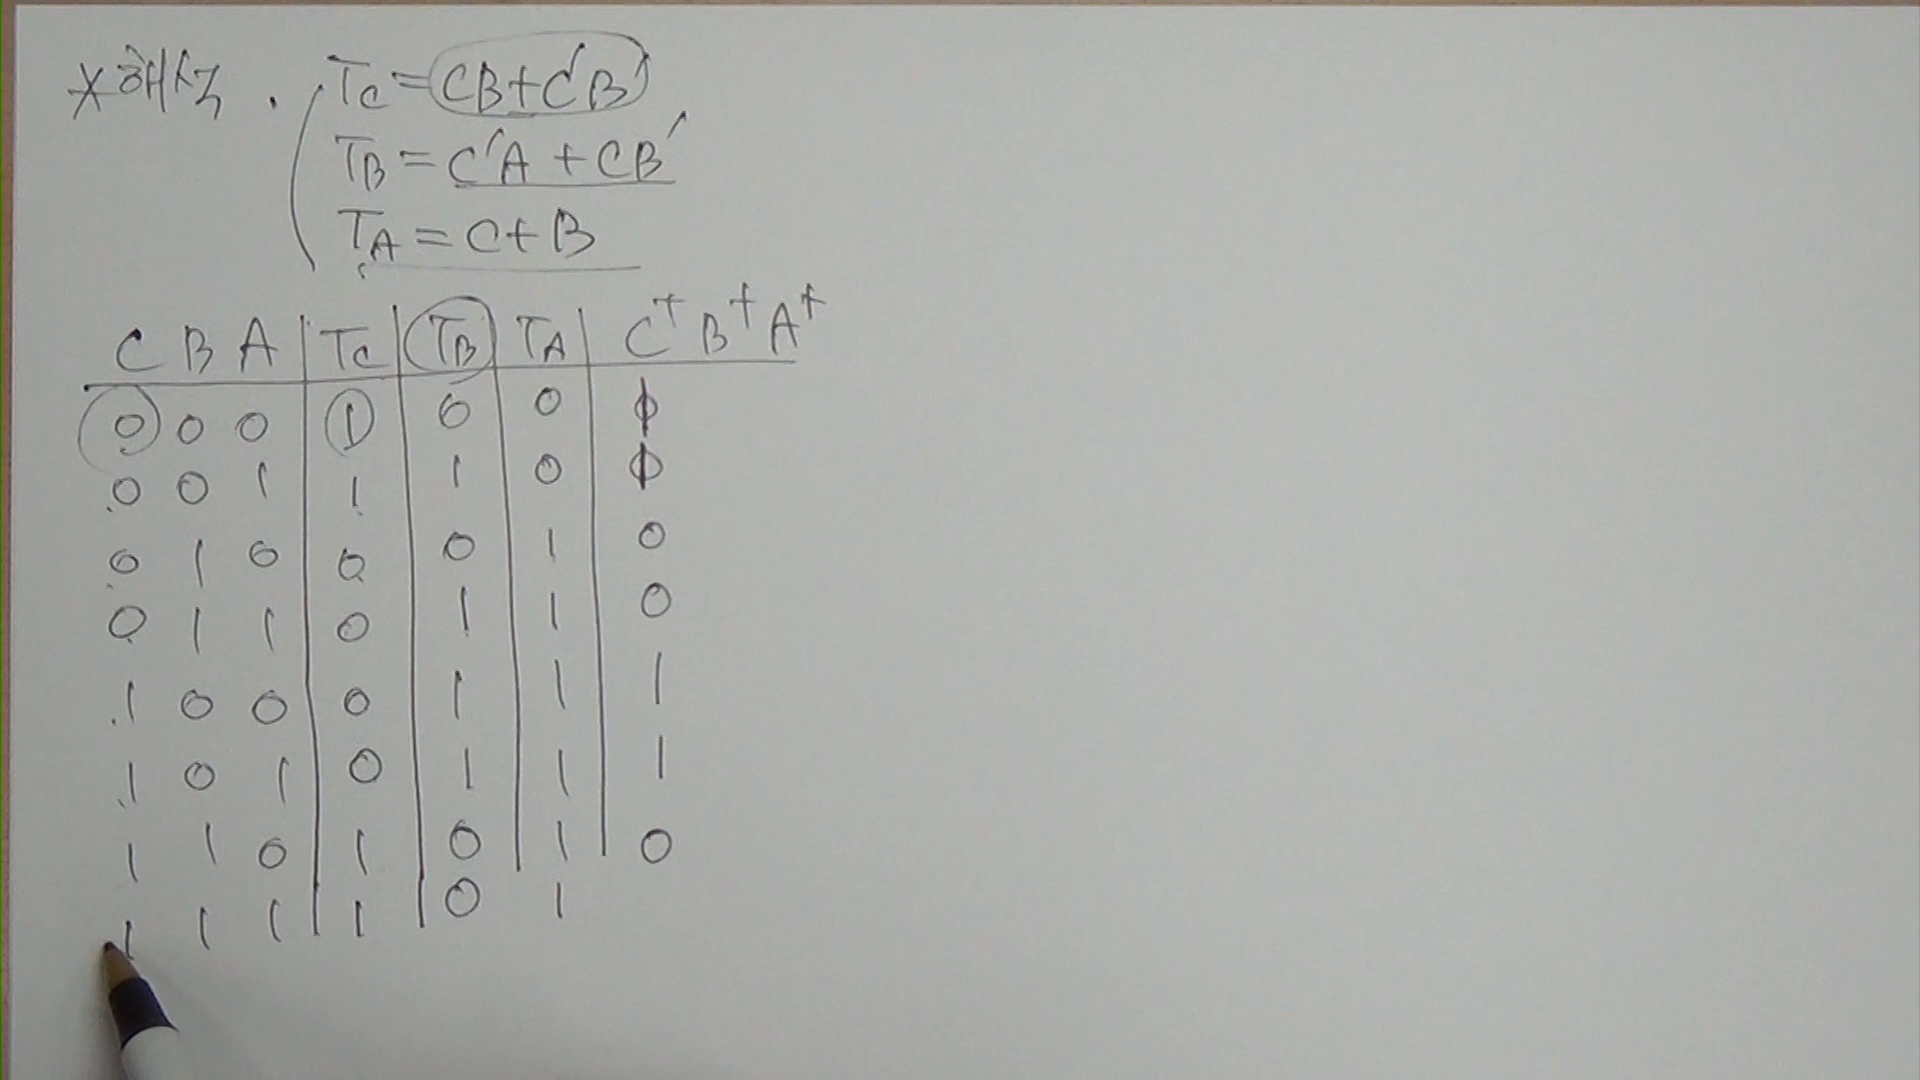 * 해석 . TC = CB + C'B'
TB = C'A + CB'
TA = C + B
C B A TC TB TA C+ B+ A+
0 0 0 1 0 0 ϕ
0 0 1 1 1 0 ϕ
0 1 0 0 0 1 0
0 1 1 0 1 1 0
1 0 0 0 1 1 1
1 0 1 0 1 1 1
1 1 0 1 0 1 0
1 1 1 1 0 1